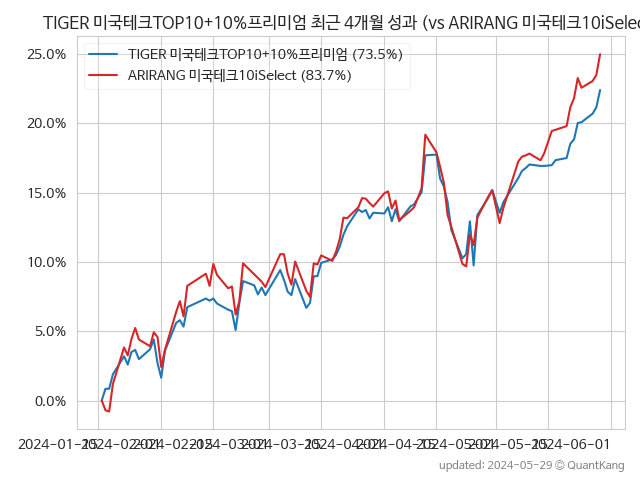 TIGER 미국테크TOP10+10%프리미엄 최근 4개월 성과 (vs ARIRANG 미국테크10iSelec
TIGER 미국테크TOP10+10%프리미엄 (73.5%)
ARIRANG 미국테크10iSelect (83.7%)
25.0%
20.0%
15.0%
10.0%
5.0%
0.0%
2024-01-15 2024-02-01 2024-02-15 2024-03-01 2024-03-15 2024-04-01 2024-04-15 2024-05-01 2024-05-15 2024-06-01
updated: 2024-05-29 © QuantKang